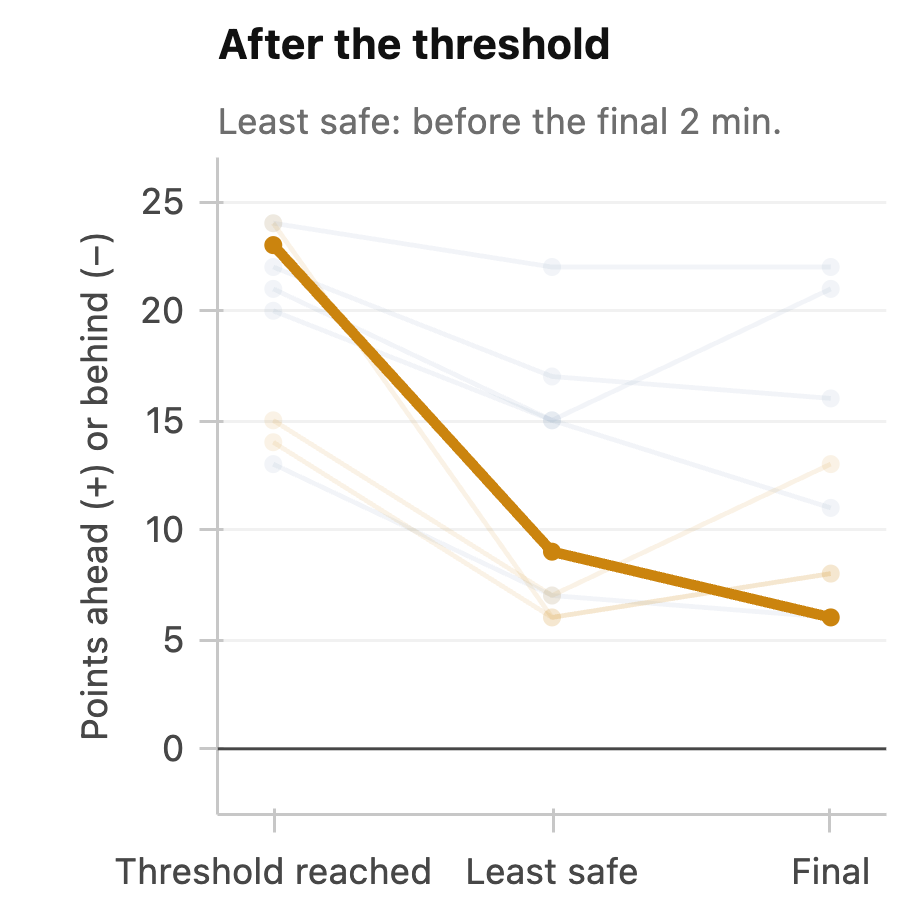 After the threshold
Least safe: before the final 2 min.
Points ahead (+) or behind (−)
25
20
15
10
5
0
Threshold reached
Least safe
Final